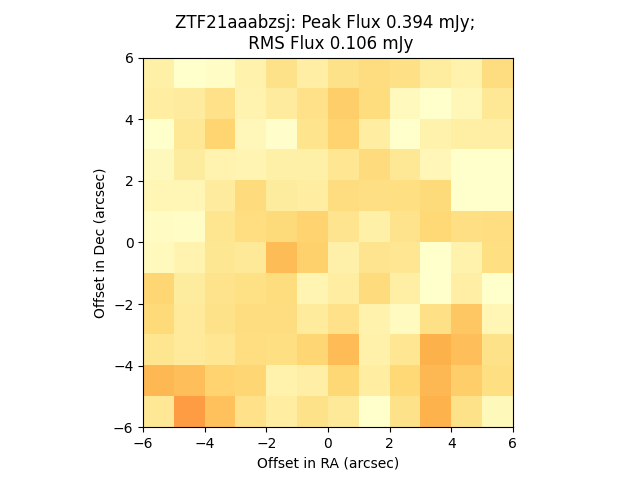 ZTF21aaabzsj: Peak Flux 0.394 mJy;
RMS Flux 0.106 mJy
6
4
2
0
−2
−4
−6
Offset in Dec (arcsec)
−6 −4 −2 0 2 4 6
Offset in RA (arcsec)